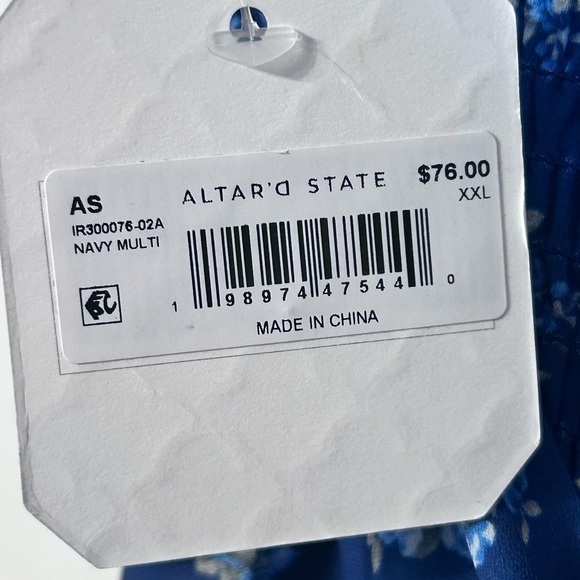 AS
ALTAR'D STATE
$76.00
XXL
IR300076-02A
NAVY MULTI
1 98974 47544 0
MADE IN CHINA